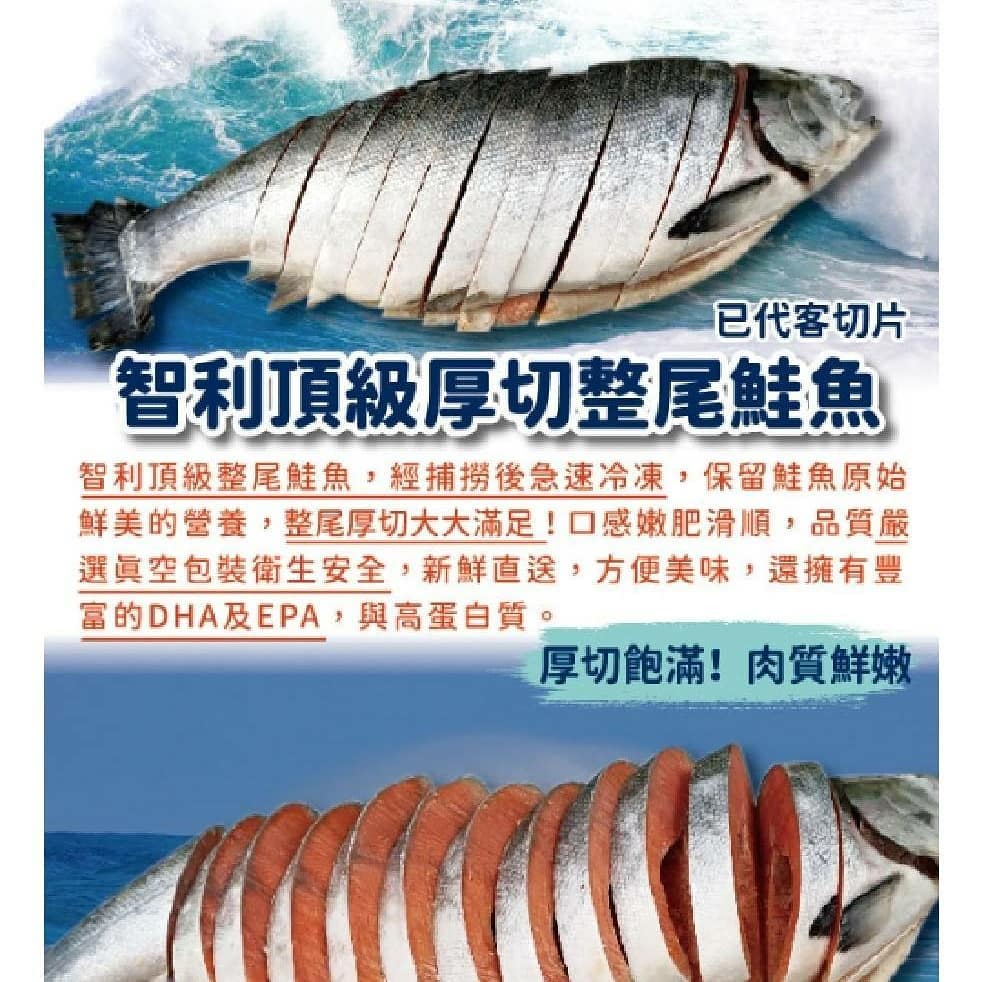 已代客切片
智利頂級厚切整尾鮭魚
智利頂級整尾鮭魚，經捕撈後急速冷凍，保留鮭魚原始
鮮美的營養，整尾厚切大大滿足！口感嫩肥滑順，品質嚴
選真空包裝衛生安全，新鮮直送，方便美味，還擁有豐
富的DHA及EPA，與高蛋白質。
厚切飽滿！肉質鮮嫩